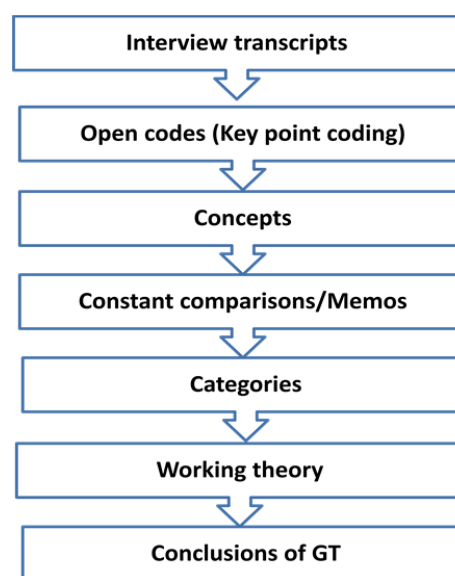 Interview transcripts
Open codes (Key point coding)
Concepts
Constant comparisons/Memos
Categories
Working theory
Conclusions of GT